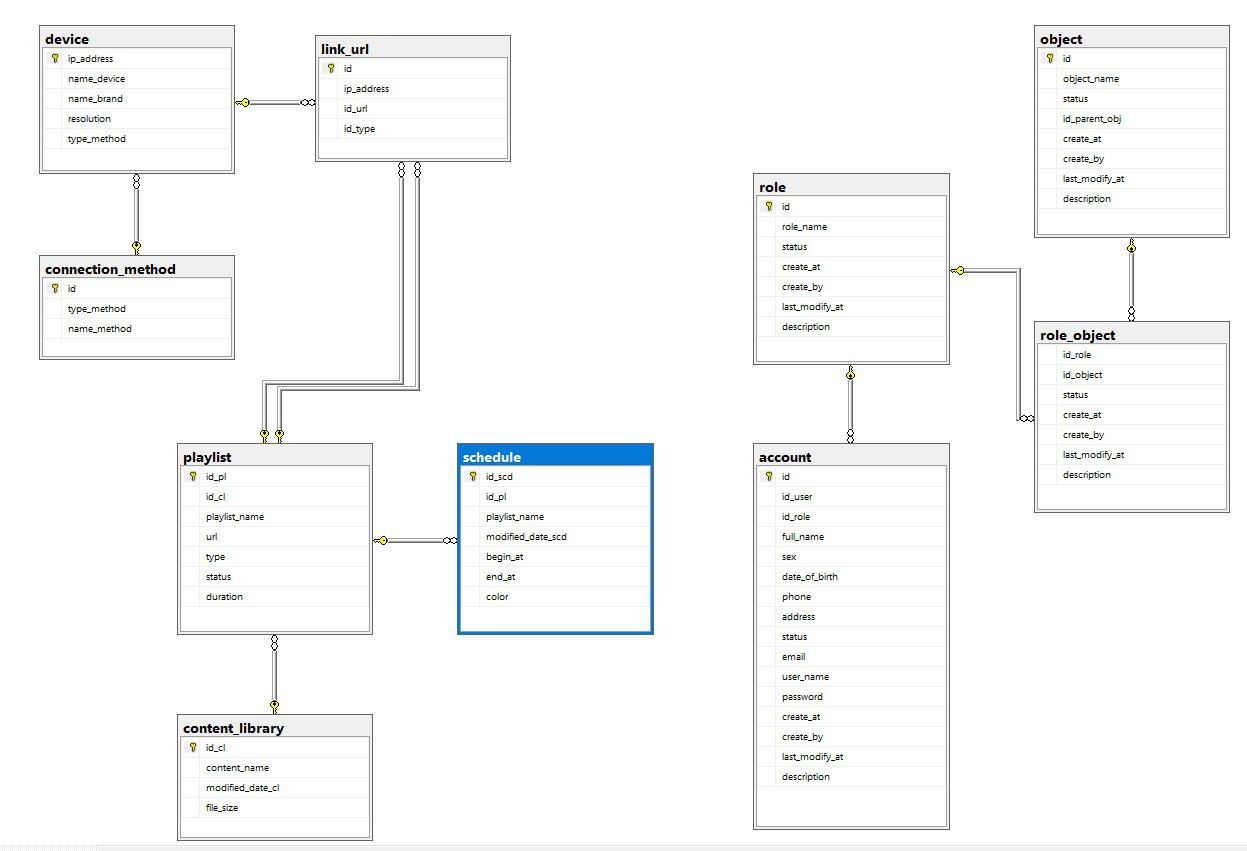 device
ip_address
name_device
name_brand
resolution
type_method
link_url
id
ip_address
id_url
id_type
connection_method
id
type_method
name_method
playlist
id_pl
id_cl
playlist_name
url
type
status
duration
schedule
id_scd
id_pl
playlist_name
modified_date_scd
begin_at
end_at
color
content_library
id_cl
content_name
modified_date_cl
file_size
role
id
role_name
status
create_at
create_by
last_modify_at
description
object
id
object_name
status
id_parent_obj
create_at
create_by
last_modify_at
description
role_object
id_role
id_object
status
create_at
create_by
last_modify_at
description
account
id
id_user
id_role
full_name
sex
date_of_birth
phone
address
status
email
user_name
password
create_at
create_by
last_modify_at
description